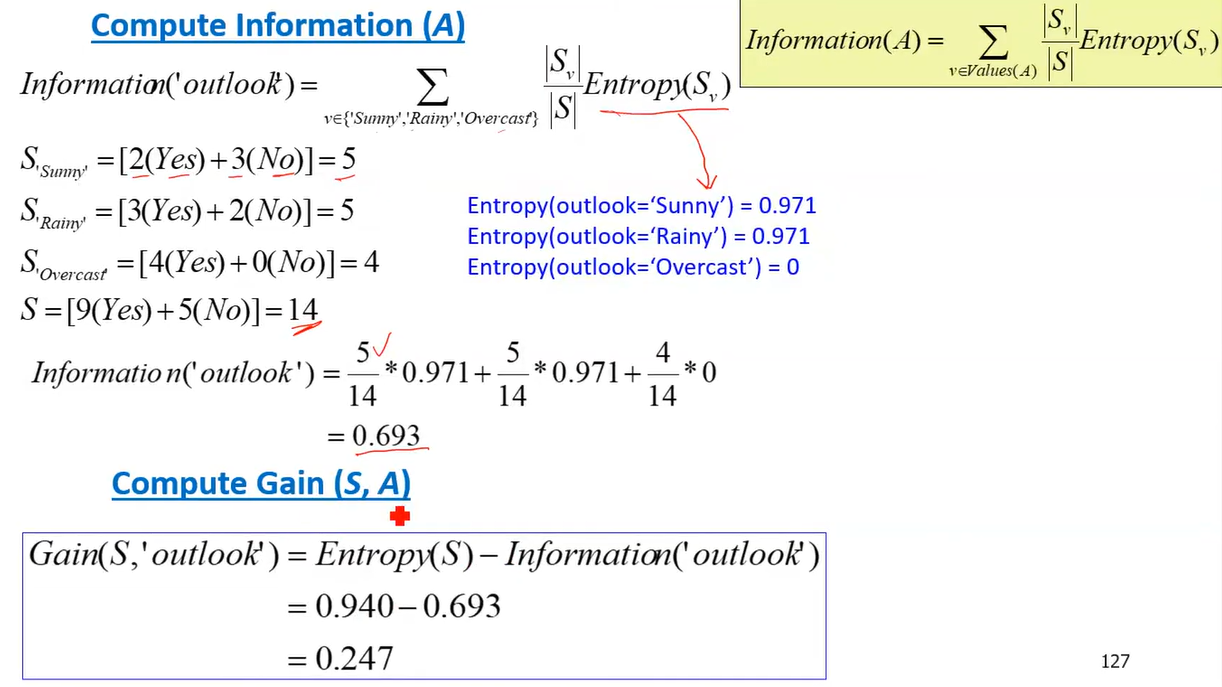 Compute Information (A)
Information(A) = ∑_{v∈Values(A)} |S_v|/|S| Entropy(S_v)
Information('outlook') = ∑_{v∈{'Sunny','Rainy','Overcast'}} |S_v|/|S| Entropy(S_v)
S_'Sunny' = [2(Yes)+3(No)] = 5
S_'Rainy' = [3(Yes)+2(No)] = 5
S_'Overcast' = [4(Yes)+0(No)] = 4
S = [9(Yes)+5(No)] = 14
Entropy(outlook=‘Sunny’) = 0.971
Entropy(outlook=‘Rainy’) = 0.971
Entropy(outlook=‘Overcast’) = 0
Information('outlook') = 5/14 * 0.971 + 5/14 * 0.971 + 4/14 * 0
= 0.693
Compute Gain (S, A)
Gain(S,'outlook') = Entropy(S) − Information('outlook')
= 0.940 − 0.693
= 0.247
127